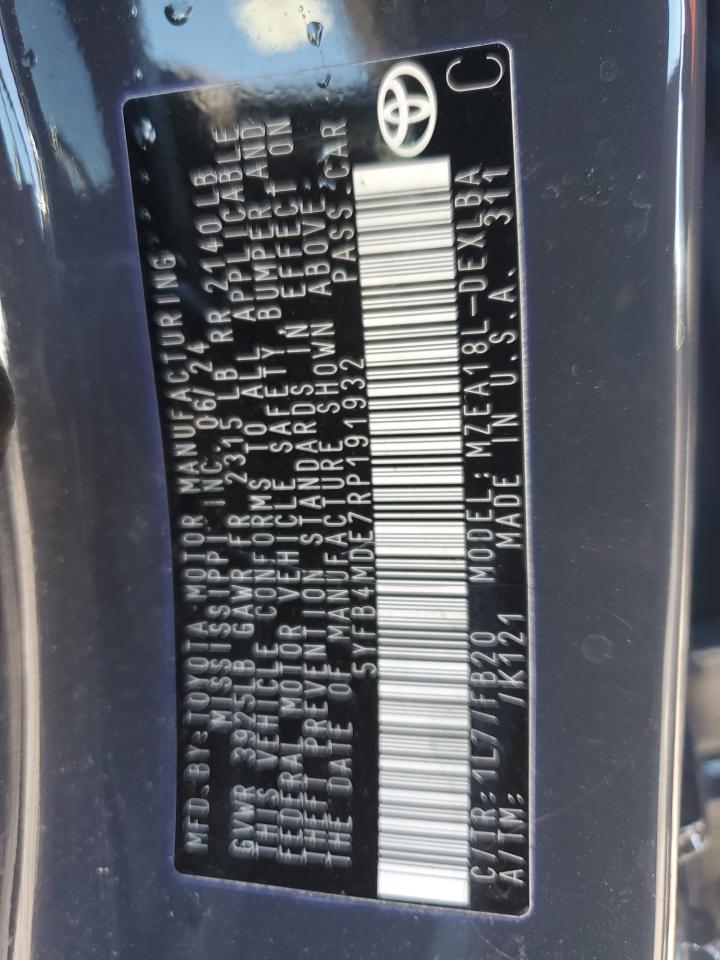 MFD.BY:TOYOTA MOTOR MANUFACTURING
MISSISSIPPI INC. 06/24
GVWR 3925LB GAWR FR 2315 LB RR 2140LB
THIS VEHICLE CONFORMS TO ALL APPLICABLE
FEDERAL MOTOR VEHICLE SAFETY, BUMPER AND
THEFT PREVENTION STANDARDS IN EFFECT ON
THE DATE OF MANUFACTURE SHOWN ABOVE.
5YFB4MDE7RP191932 PASS.CAR
C/TR:1L7/FB20 MODEL:MZEA18L-DEXLBA
A/TM: /K121 MADE IN U.S.A. 311
C